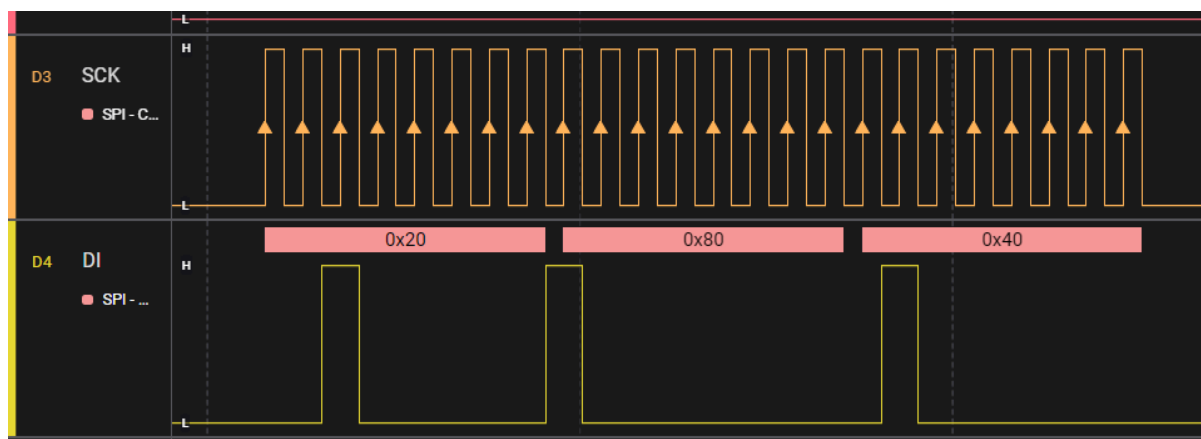 L
H
D3 SCK
SPI - C...
L
0x20 0x80 0x40
D4 DI
H
SPI - ...
L